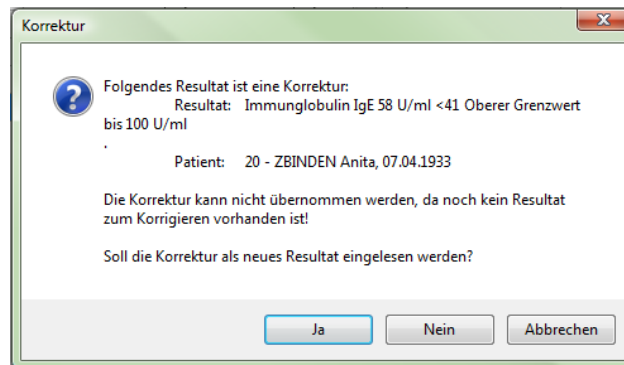 Korrektur
Folgendes Resultat ist eine Korrektur:
Resultat: Immunglobulin IgE 58 U/ml <41 Oberer Grenzwert
bis 100 U/ml
.
Patient: 20 - ZBINDEN Anita, 07.04.1933
Die Korrektur kann nicht übernommen werden, da noch kein Resultat
zum Korrigieren vorhanden ist!
Soll die Korrektur als neues Resultat eingelesen werden?
Ja Nein Abbrechen